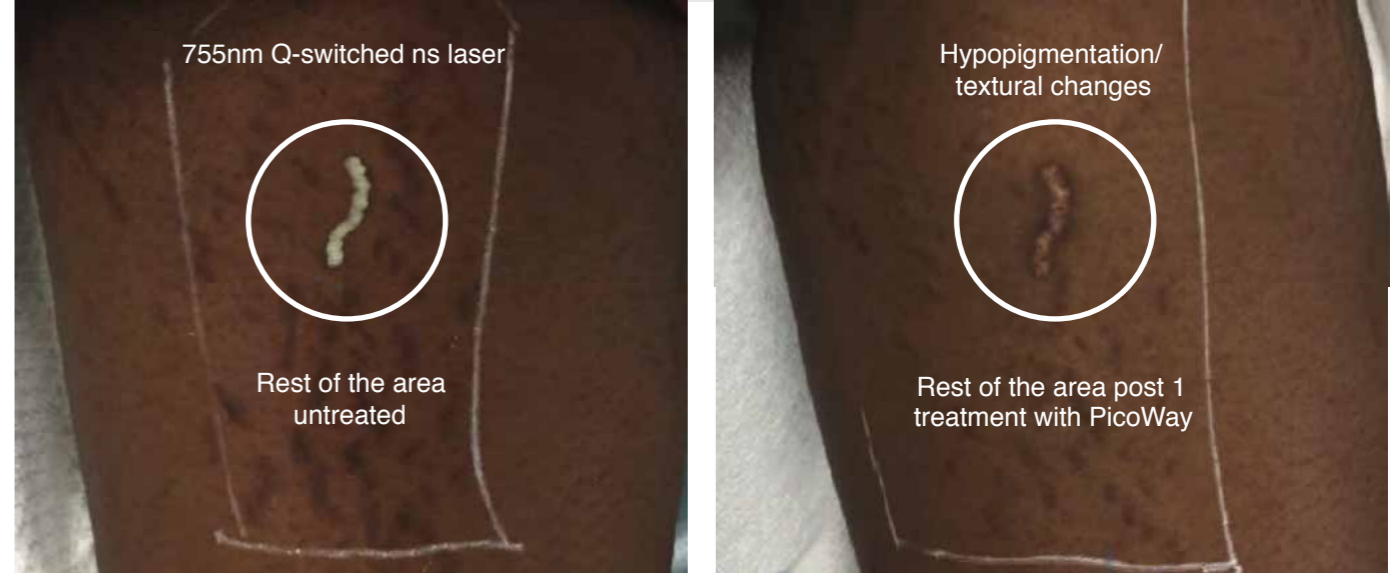 755nm Q-switched ns laser
Rest of the area
untreated
Hypopigmentation/
textural changes
Rest of the area post 1
treatment with PicoWay